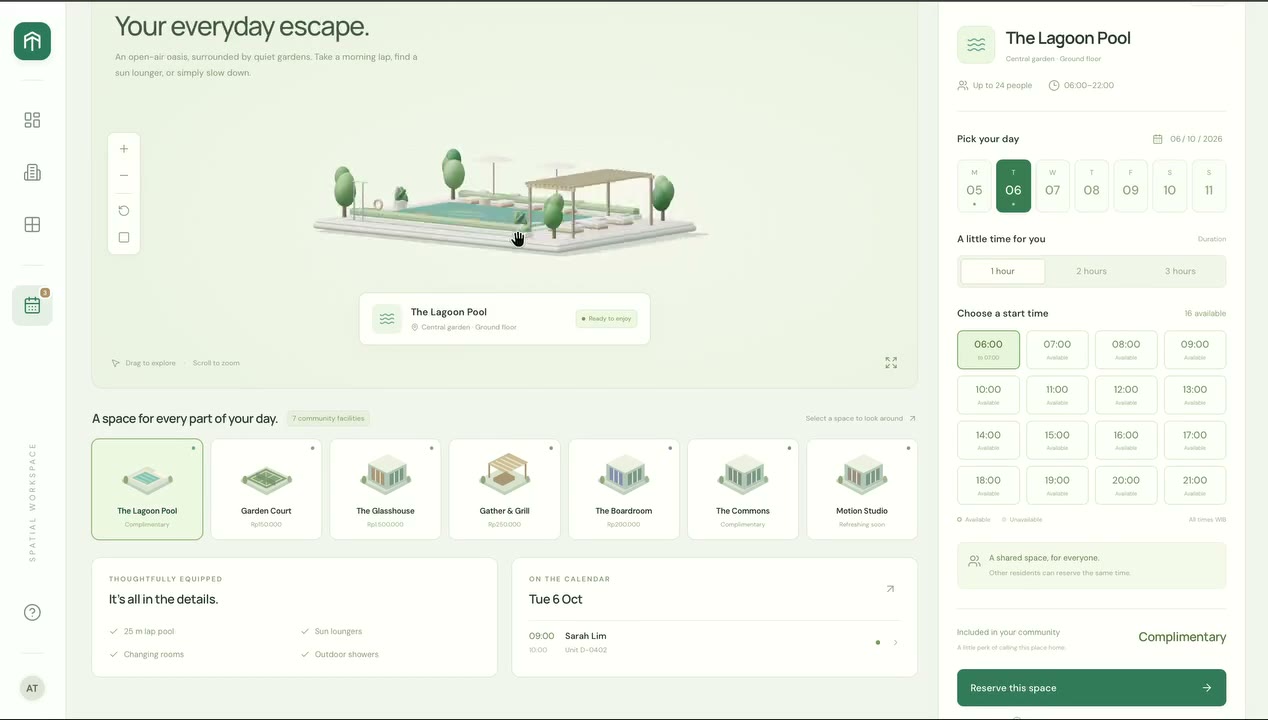 Your everyday escape.
An open-air oasis, surrounded by quiet gardens. Take a morning lap, find a
sun lounger, or simply slow down.
The Lagoon Pool
Central garden · Ground floor
Ready to enjoy
Drag to explore · Scroll to zoom
A space for every part of your day.
7 community facilities
Select a space to look around
The Lagoon Pool
Complimentary
Garden Court
Rp150.000
The Glasshouse
Rp1.500.000
Gather & Grill
Rp250.000
The Boardroom
Rp200.000
The Commons
Complimentary
Motion Studio
Refreshing soon
THOUGHTFULLY EQUIPPED
It's all in the details.
25 m lap pool
Sun loungers
Changing rooms
Outdoor showers
ON THE CALENDAR
Tue 6 Oct
09:00 Sarah Lim
10:00 Unit D-0402
3
SPATIAL WORKSPACE
AT
The Lagoon Pool
Central garden · Ground floor
Up to 24 people
06:00–22:00
Pick your day
06 / 10 / 2026
M T W T F S S
05 06 07 08 09 10 11
A little time for you
Duration
1 hour
2 hours
3 hours
Choose a start time
16 available
06:00
to 07:00
07:00
Available
08:00
Available
09:00
Available
10:00
Available
11:00
Available
12:00
Available
13:00
Available
14:00
Available
15:00
Available
16:00
Available
17:00
Available
18:00
Available
19:00
Available
20:00
Available
21:00
Available
Available
Unavailable
All times WIB
A shared space, for everyone.
Other residents can reserve the same time.
Included in your community
A little perk of calling this place home.
Complimentary
Reserve this space